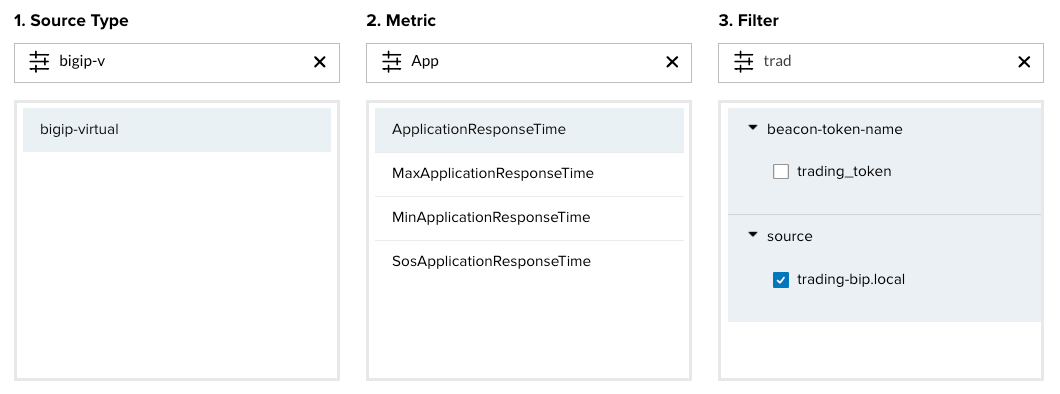 1. Source Type
bigip-v
bigip-virtual
2. Metric
App
ApplicationResponseTime
MaxApplicationResponseTime
MinApplicationResponseTime
SosApplicationResponseTime
3. Filter
trad
beacon-token-name
trading_token
source
trading-bip.local